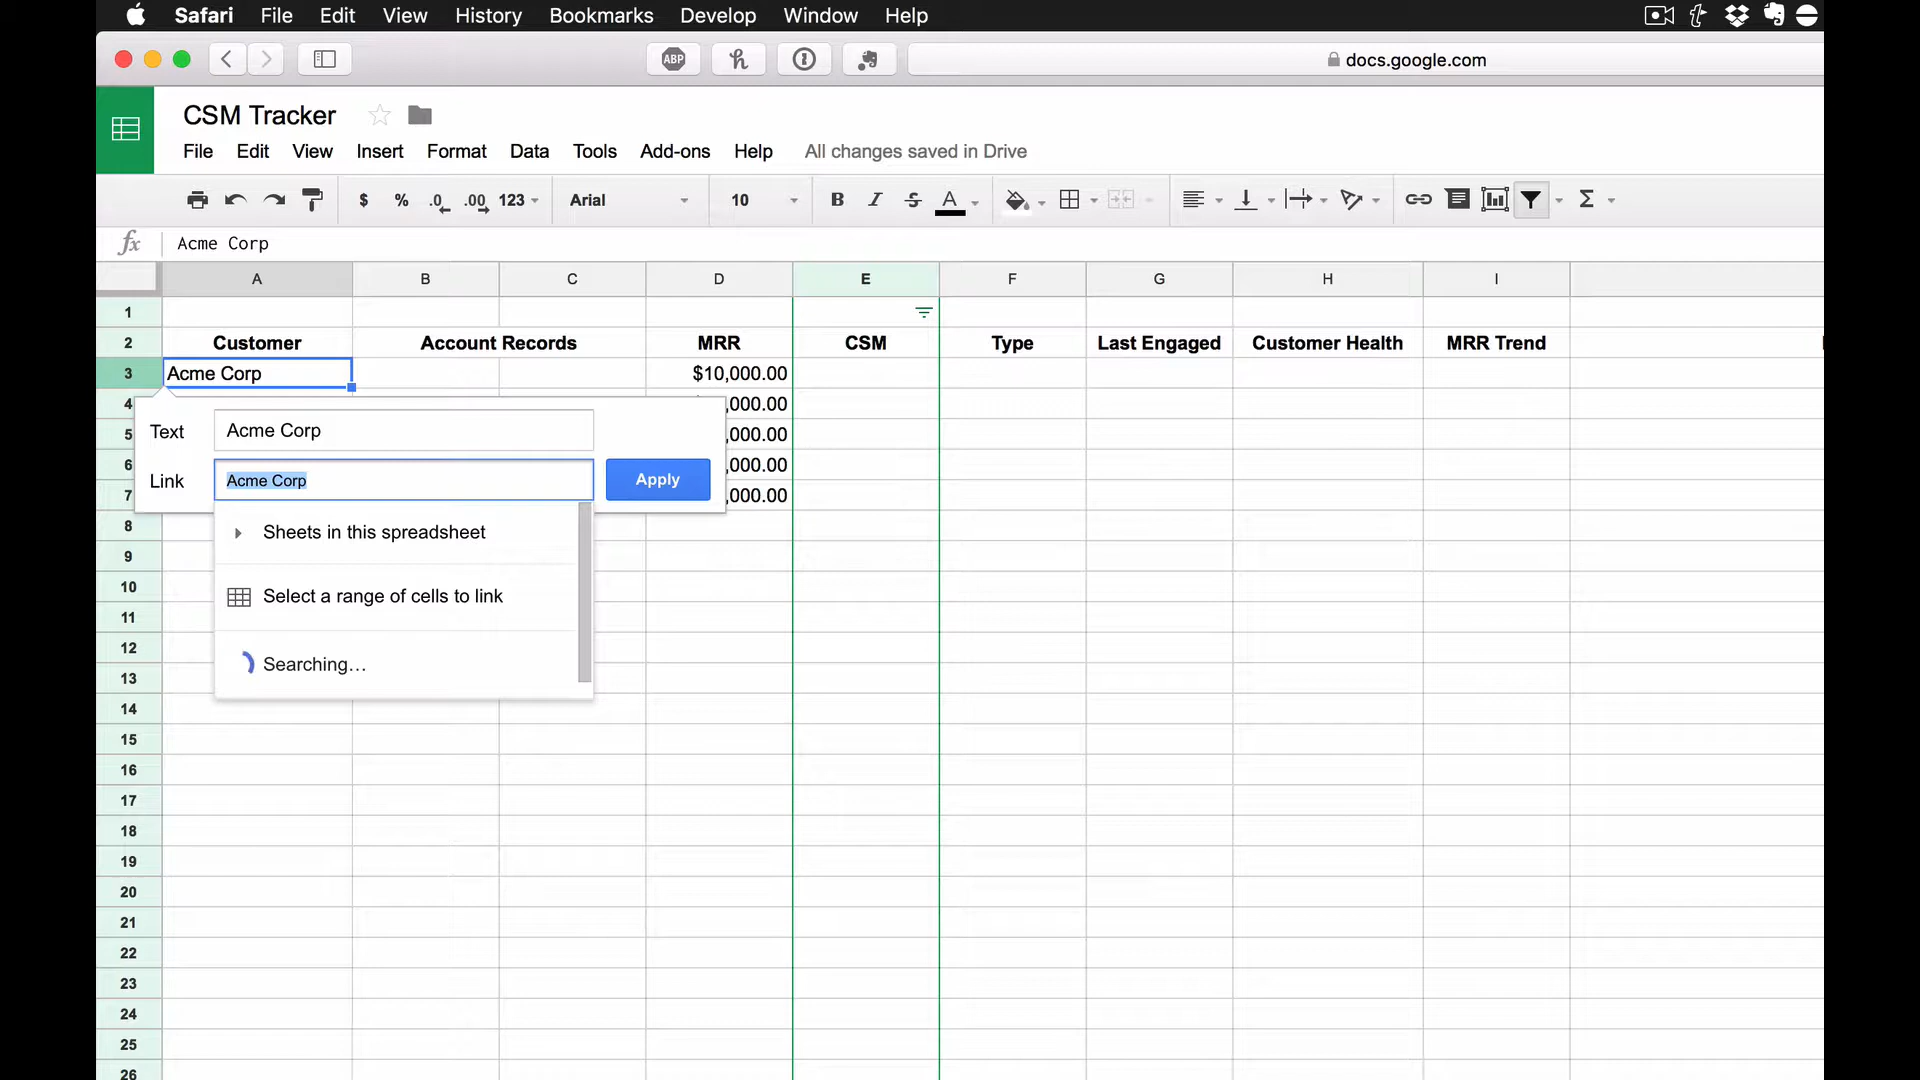 Safari File Edit View History Bookmarks Develop Window Help
ABP docs.google.com
CSM Tracker
File Edit View Insert Format Data Tools Add-ons Help All changes saved in Drive
$ % .0 .00 123 Arial 10 B I S A Σ
fx Acme Corp
A B C D E F G H I
1
2 Customer Account Records MRR CSM Type Last Engaged Customer Health MRR Trend
3 Acme Corp $10,000.00
4 ,000.00
Text Acme Corp
5 ,000.00
6 ,000.00
Link Acme Corp Apply
7 ,000.00
8
Sheets in this spreadsheet
9
10
Select a range of cells to link
11
12
Searching…
13
14
15
16
17
18
19
20
21
22
23
24
25
26